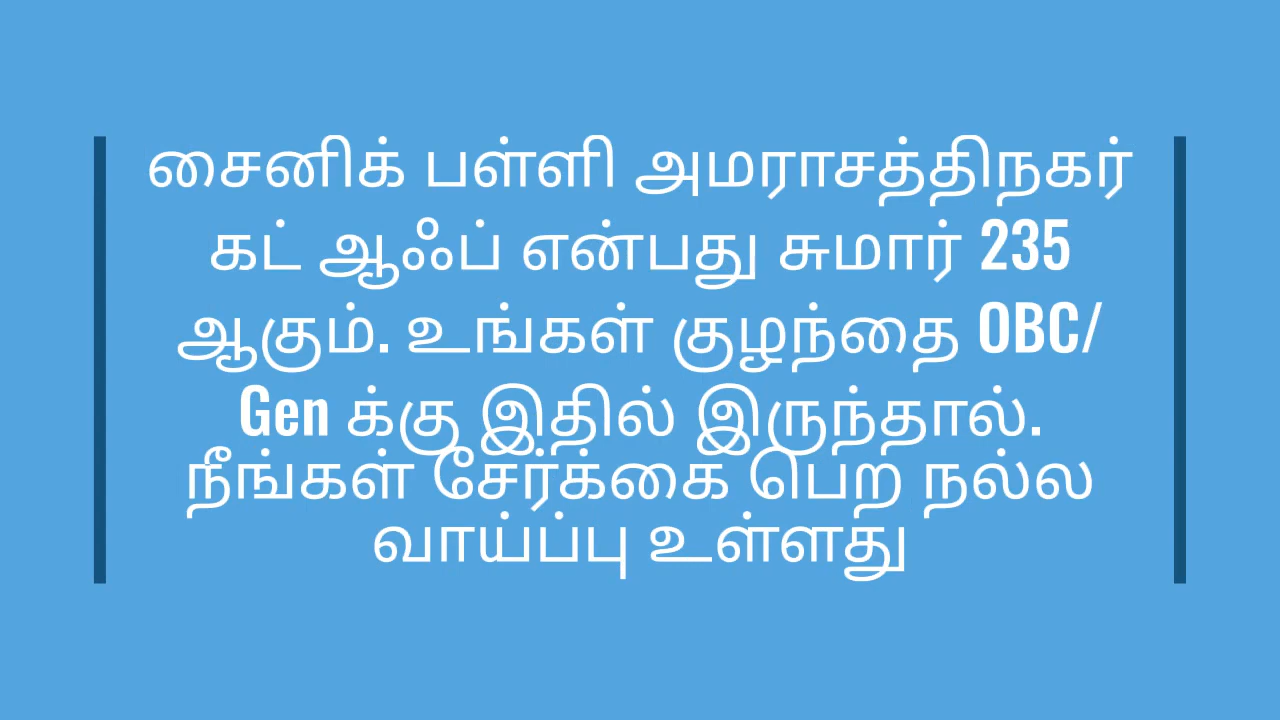 சைனிக் பள்ளி அமராசத்திநகர்
கட் ஆஃப் என்பது சுமார் 235
ஆகும். உங்கள் குழந்தை OBC/
Gen க்கு இதில் இருந்தால்.
நீங்கள் சேர்க்கை பெற நல்ல
வாய்ப்பு உள்ளது